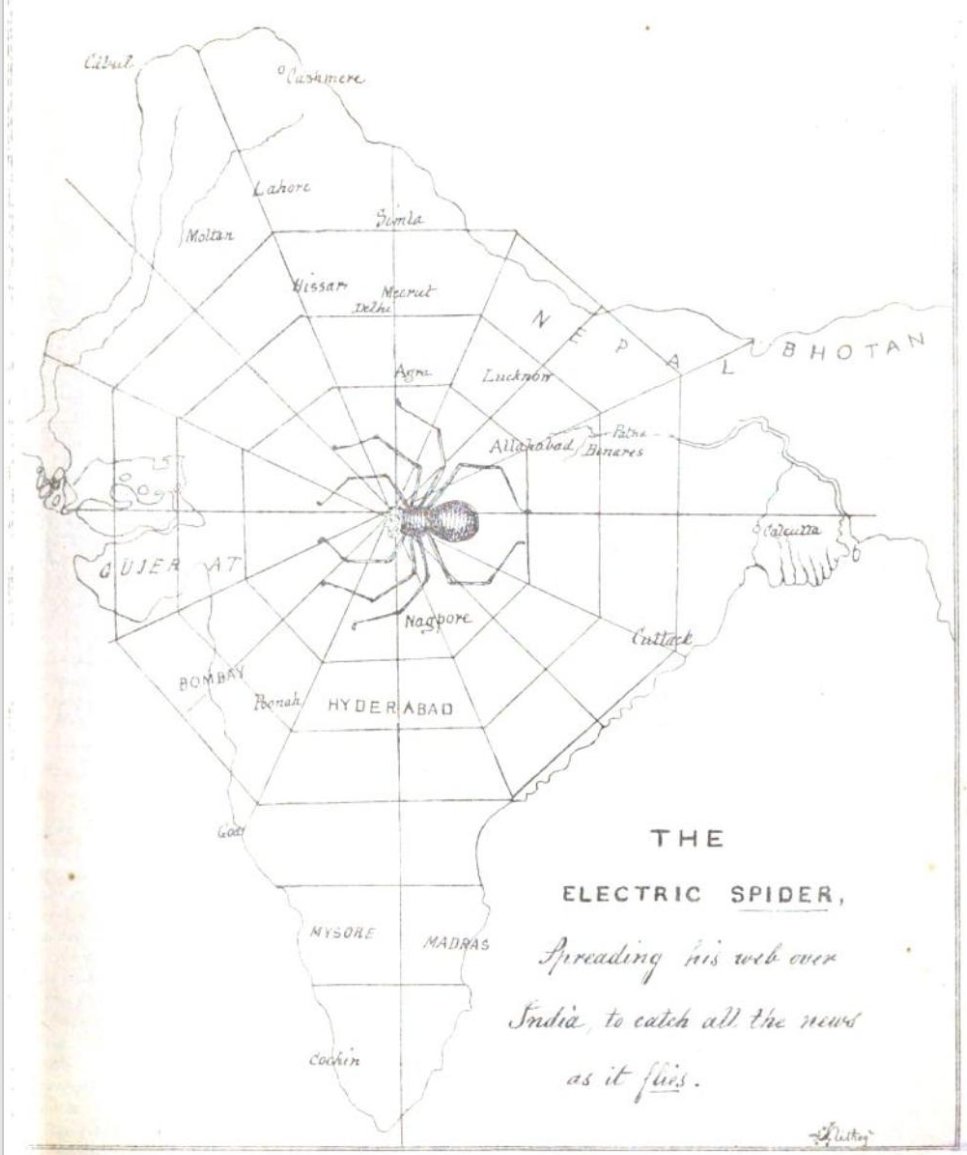 Cabul
Cashmere
Lahore
Moltan
Simla
Hissar
Meerut
Delhi
NEPAL
BHOTAN
Agra
Lucknow
Allahabad
Patna
Benares
Calcutta
GUJERAT
Nagpore
Cuttack
BOMBAY
Poonah
HYDERABAD
Goa
THE
ELECTRIC SPIDER,
MYSORE
MADRAS
Spreading his web over
India, to catch all the news
Cochin
as it flies.